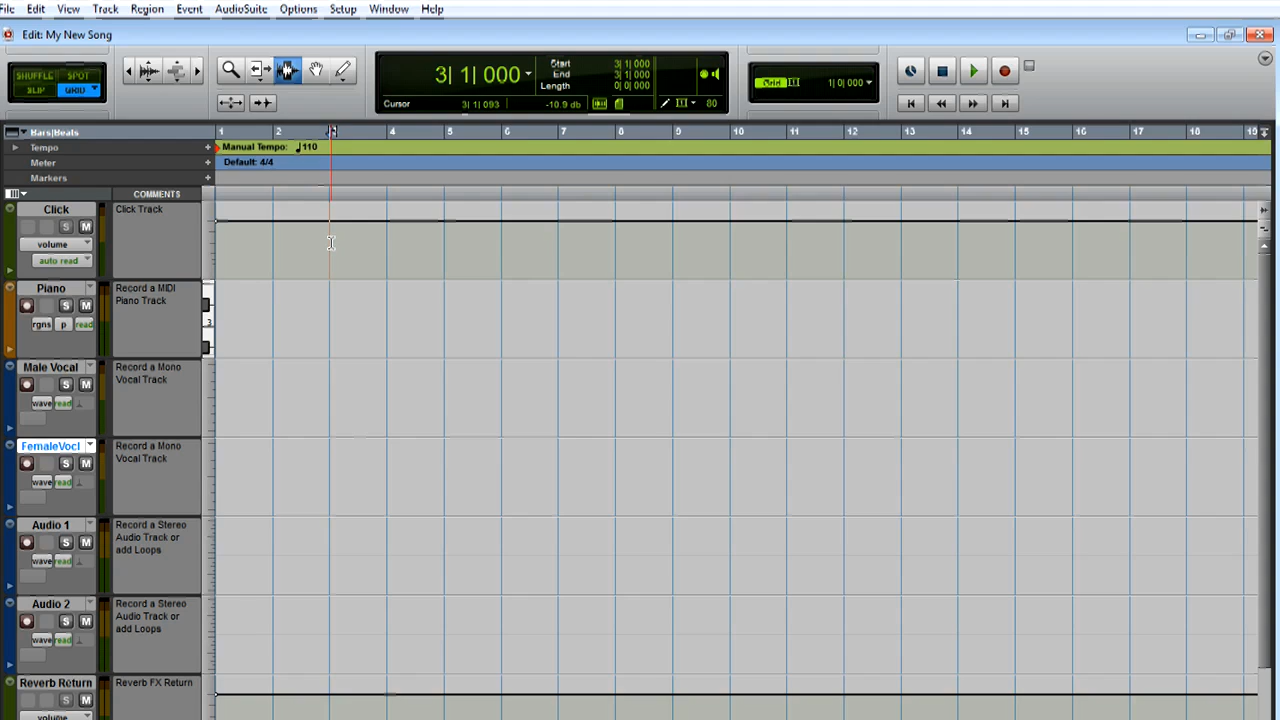 File Edit View Track Region Event AudioSuite Options Setup Window Help
Edit: My New Song
SHUFFLE SPOT
SLIP GRID
3| 1| 000
Start 3| 1| 000
End 3| 1| 000
Length 0| 0| 000
Cursor 3| 1| 093 -10.9 db 80
Grid 1| 0| 000
Bars|Beats 1 2 4 5 6 7 8 9 10 11 12 13 14 15 16 17 18 19
Tempo + Manual Tempo: ♩110
Meter + Default: 4/4
Markers +
COMMENTS
Click
S M
volume
auto read
Click Track
Piano
S M
rgns p read
Record a MIDI
Piano Track
3
Male Vocal
S M
wave read
Record a Mono
Vocal Track
FemaleVocl
S M
wave read
Record a Mono
Vocal Track
Audio 1
S M
wave read
Record a Stereo
Audio Track or
add Loops
Audio 2
S M
wave read
Record a Stereo
Audio Track or
add Loops
Reverb Return
S M
volume
Reverb FX Return